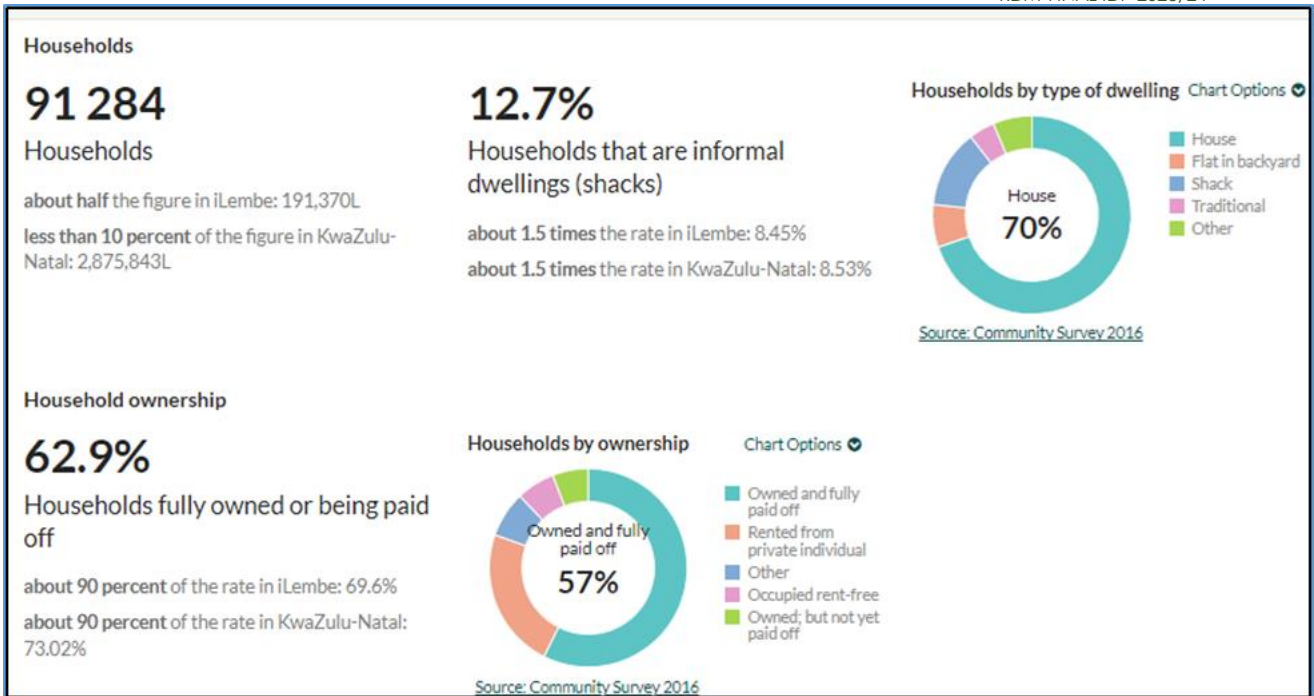 Households
91 284
Households
about half the figure in iLembe: 191,370L
less than 10 percent of the figure in KwaZulu-
Natal: 2,875,843L
12.7%
Households that are informal
dwellings (shacks)
about 1.5 times the rate in iLembe: 8.45%
about 1.5 times the rate in KwaZulu-Natal: 8.53%
Households by type of dwelling
Chart Options
House
70%
House
Flat in backyard
Shack
Traditional
Other
Source: Community Survey 2016
Household ownership
62.9%
Households fully owned or being paid
off
about 90 percent of the rate in iLembe: 69.6%
about 90 percent of the rate in KwaZulu-Natal:
73.02%
Households by ownership
Chart Options
Owned and fully
paid off
57%
Owned and fully
paid off
Rented from
private individual
Other
Occupied rent-free
Owned; but not yet
paid off
Source: Community Survey 2016